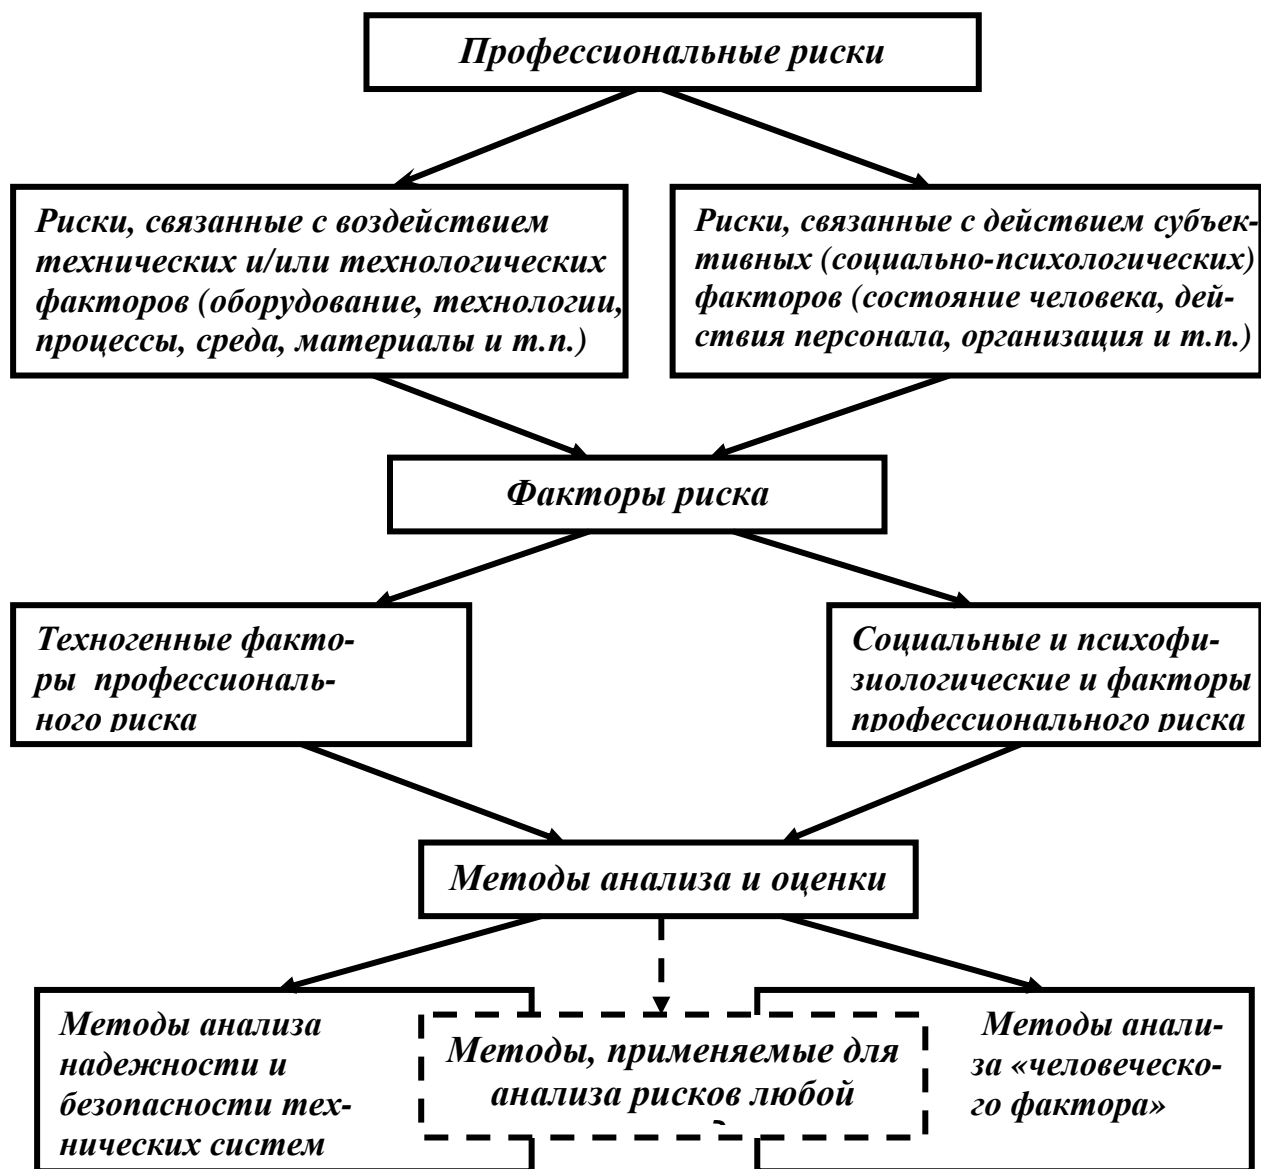 Профессиональные риски
Риски, связанные с воздействием
технических и/или технологических
факторов (оборудование, технологии,
процессы, среда, материалы и т.п.)
Риски, связанные с действием субъек-
тивных (социально-психологических)
факторов (состояние человека, дей-
ствия персонала, организация и т.п.)
Факторы риска
Техногенные факто-
ры профессиональ-
ного риска
Социальные и психофи-
зиологические и факторы
профессионального риска
Методы анализа и оценки
Методы анализа
надежности и
безопасности тех-
нических систем
Методы, применяемые для
анализа рисков любой
Методы анали-
за «человеческо-
го фактора»